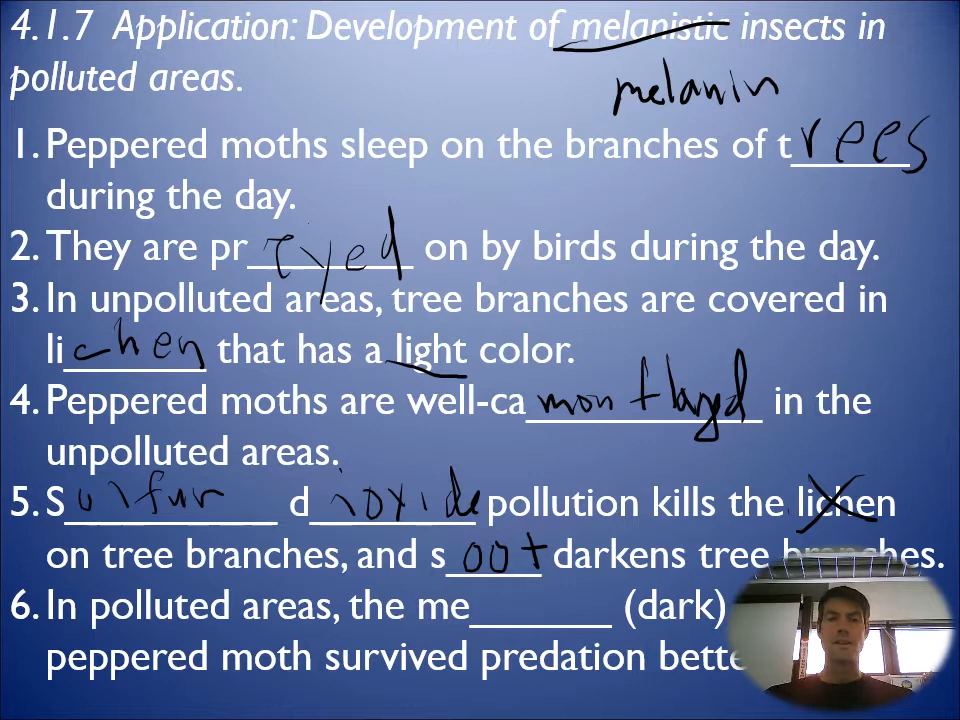 4.1.7 Application: Development of melanistic insects in
polluted areas.
melanin
1. Peppered moths sleep on the branches of trees
during the day.
2. They are preyed on by birds during the day.
3. In unpolluted areas, tree branches are covered in
lichen that has a light color.
4. Peppered moths are well-camouflaged in the
unpolluted areas.
5. Sulfur dioxide pollution kills the lichen
on tree branches, and soot darkens tree branches.
6. In polluted areas, the me______ (dark)
peppered moth survived predation bette